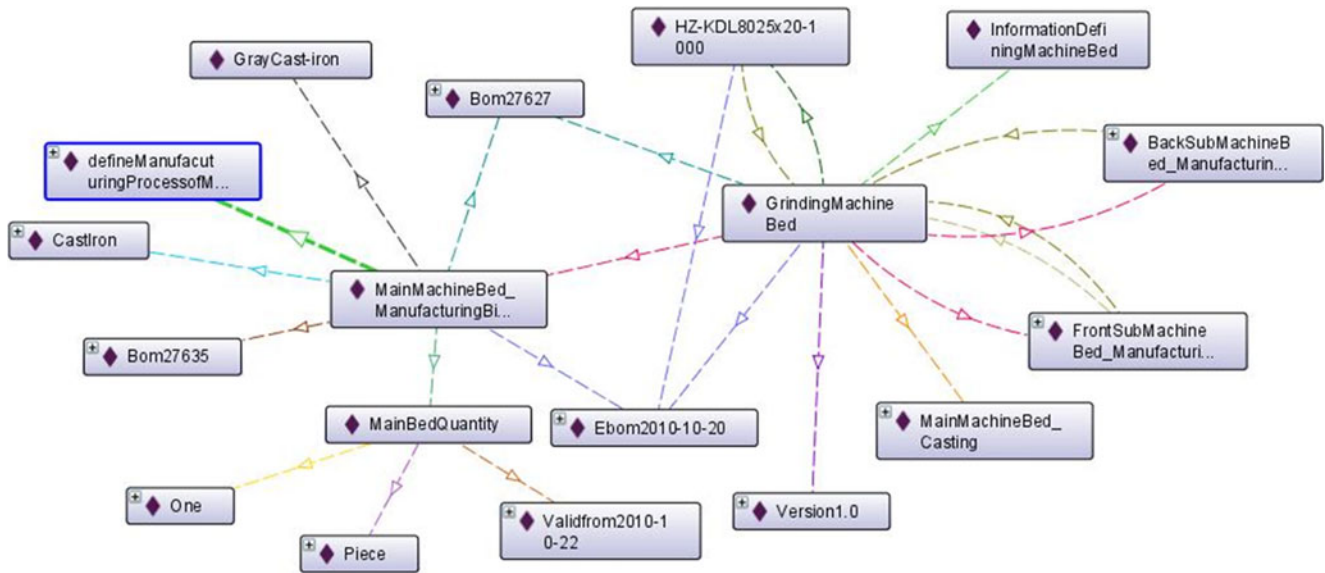 HZ-KDL8025x20-1
000
InformationDefi
ningMachineBed
GrayCast-iron
Bom27627
defineManufacut
uringProcessofM...
BackSubMachineB
ed_Manufacturin...
GrindingMachine
Bed
CastIron
MainMachineBed_
ManufacturingBi...
FrontSubMachine
Bed_Manufacturi...
Bom27635
MainBedQuantity
Ebom2010-10-20
MainMachineBed_
Casting
One
Validfrom2010-1
0-22
Version1.0
Piece